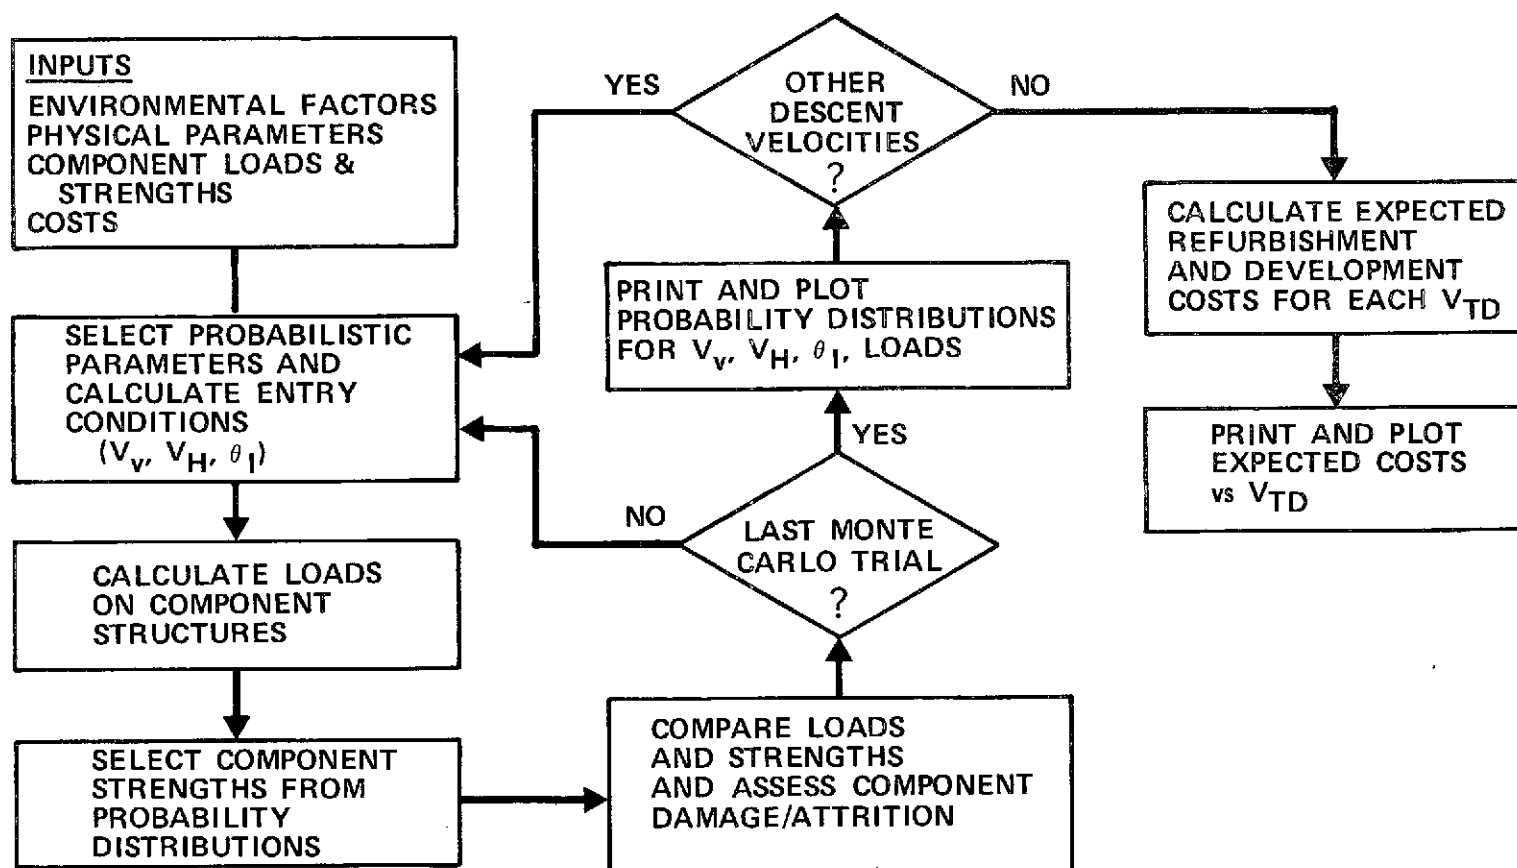 INPUTS
ENVIRONMENTAL FACTORS
PHYSICAL PARAMETERS
COMPONENT LOADS &
STRENGTHS
COSTS
SELECT PROBABILISTIC
PARAMETERS AND
CALCULATE ENTRY
CONDITIONS
(Vv, VH, θI)
CALCULATE LOADS
ON COMPONENT
STRUCTURES
SELECT COMPONENT
STRENGTHS FROM
PROBABILITY
DISTRIBUTIONS
COMPARE LOADS
AND STRENGTHS
AND ASSESS COMPONENT
DAMAGE/ATTRITION
LAST MONTE
CARLO TRIAL
?
NO
YES
PRINT AND PLOT
PROBABILITY DISTRIBUTIONS
FOR Vv, VH, θI, LOADS
OTHER
DESCENT
VELOCITIES
?
YES
NO
CALCULATE EXPECTED
REFURBISHMENT
AND DEVELOPMENT
COSTS FOR EACH VTD
PRINT AND PLOT
EXPECTED COSTS
vs VTD